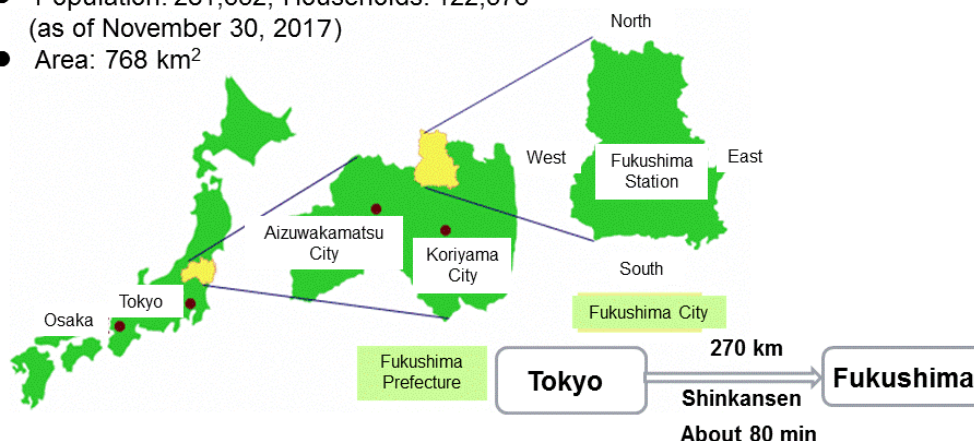 (as of November 30, 2017)
Area: 768 km2
North
West
Fukushima
Station
East
South
Fukushima City
Aizuwakamatsu
City
Koriyama
City
Tokyo
Osaka
Fukushima
Prefecture
Tokyo
270 km
Shinkansen
About 80 min
Fukushima